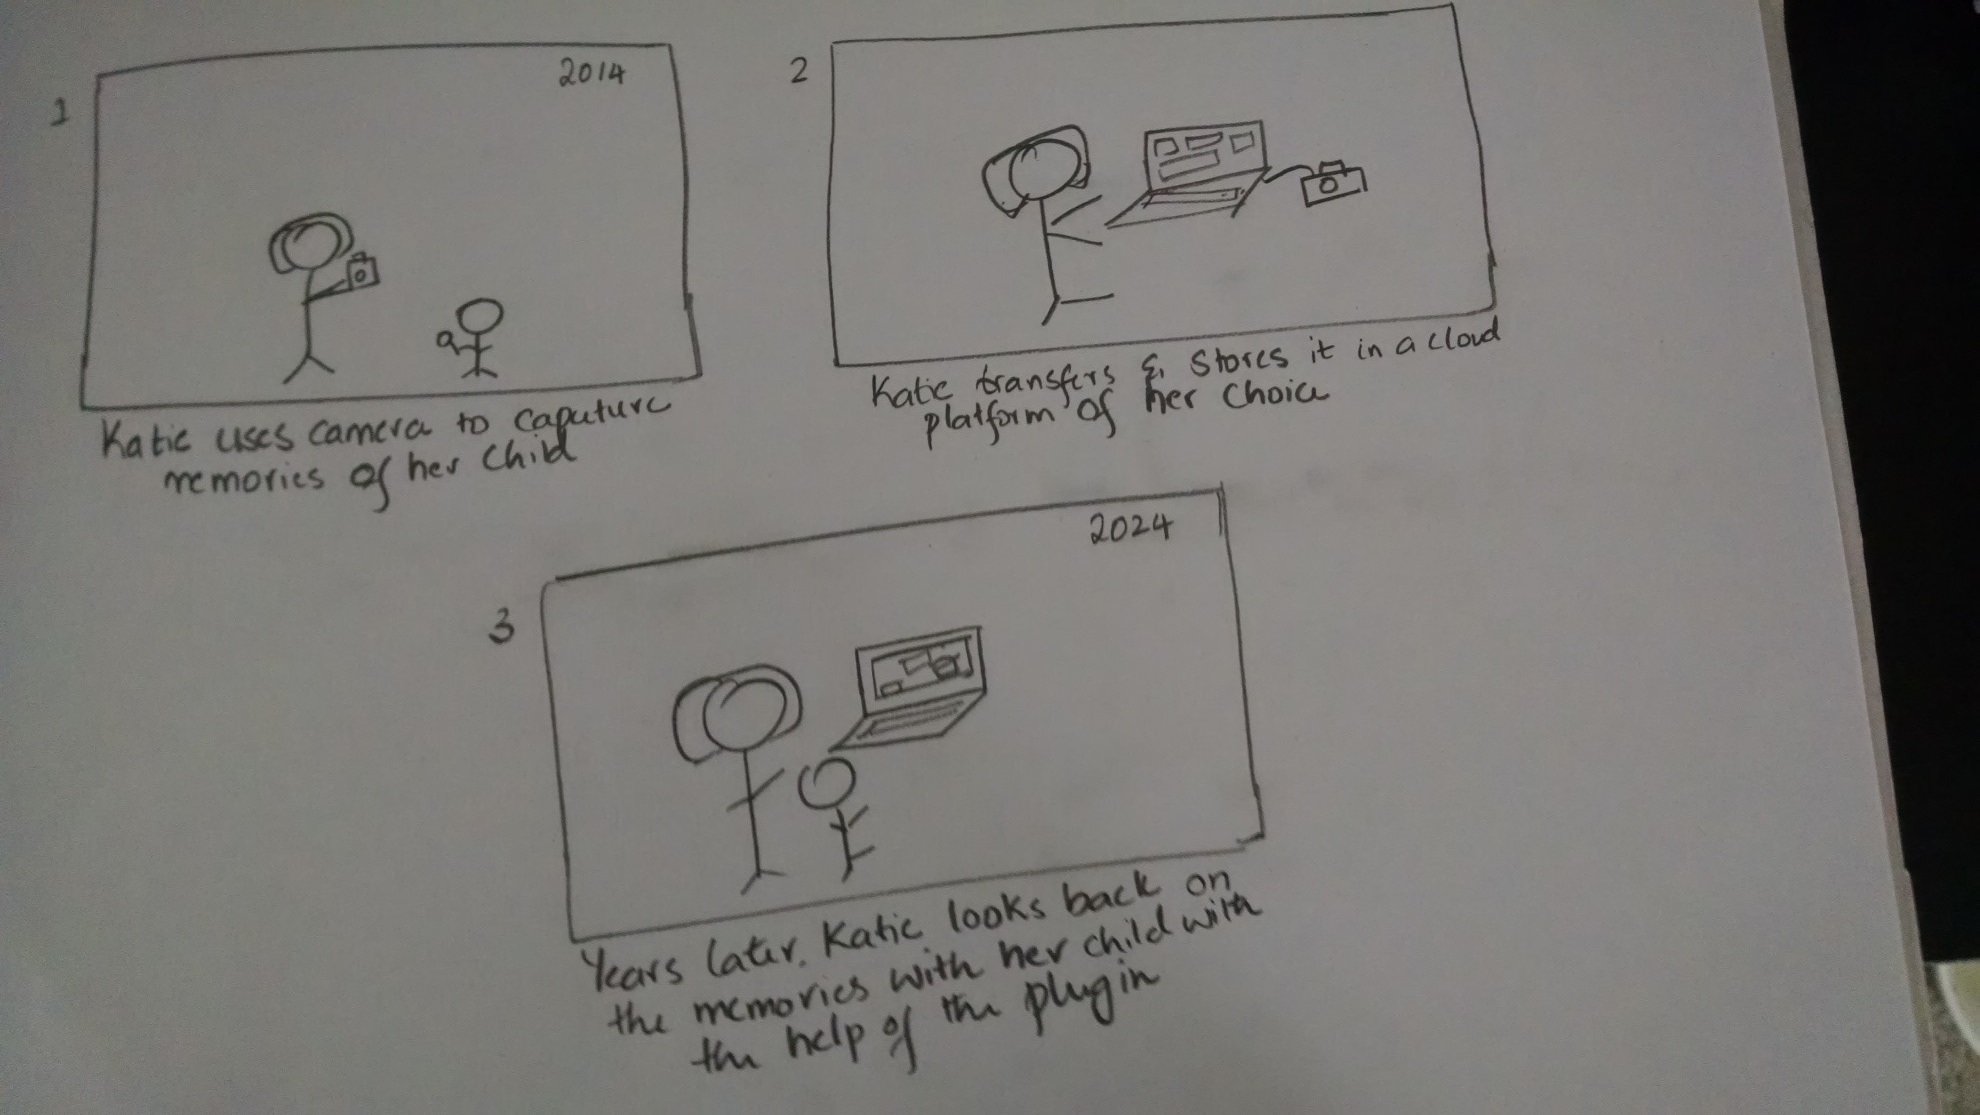 1
2014
Katie uses camera to caputure
memories of her child
2
Katie transfers & stores it in a cloud
platform of her choice
3
2024
Years later, Katie looks back on
the memories with her child with
the help of the plugin